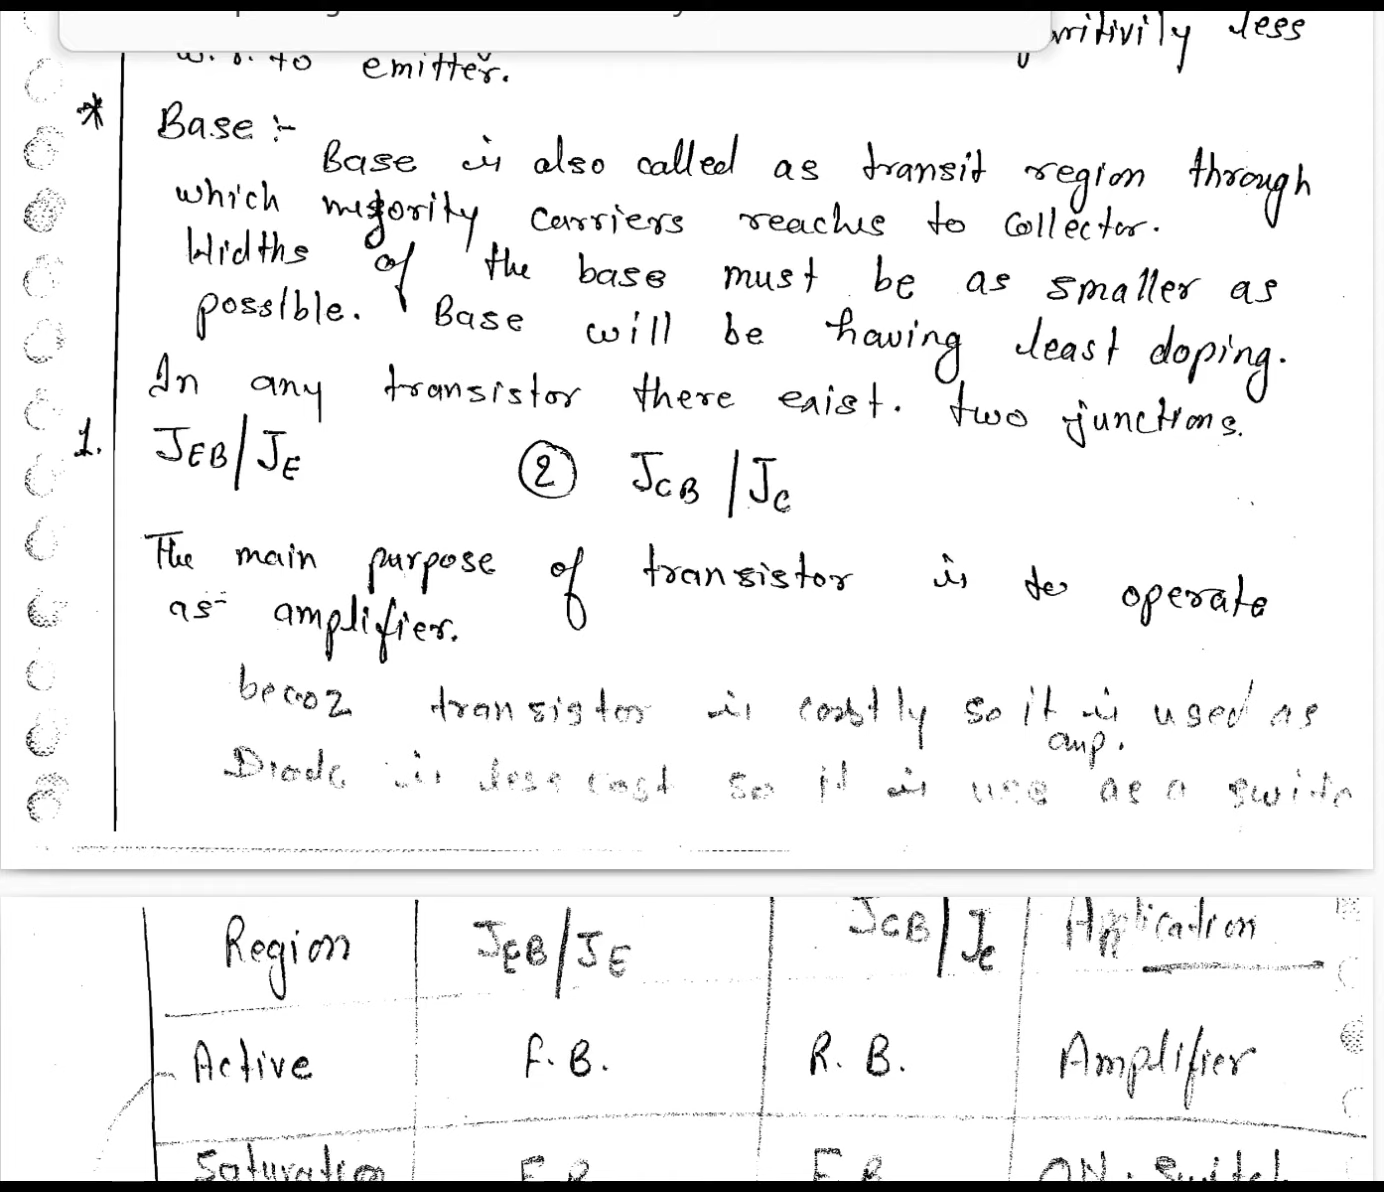 less
w.r. to emitter.
* Base :-
Base is also called as transit region through
which majority carriers reaches to Collector.
Widths of the base must be as smaller as
possible. Base will be having least doping.
In any transistor there exist. two junctions.
1. JEB/JE ② JCB/JC
The main purpose of transistor is to operate
as amplifier.
becoz transistor is costly so it is used as
amp.
Diode is less cost so it is use as a
Region JEB/JE JCB/JC Application
Active F.B. R.B. Amplifier
Saturation F.B F.B ON. Switch